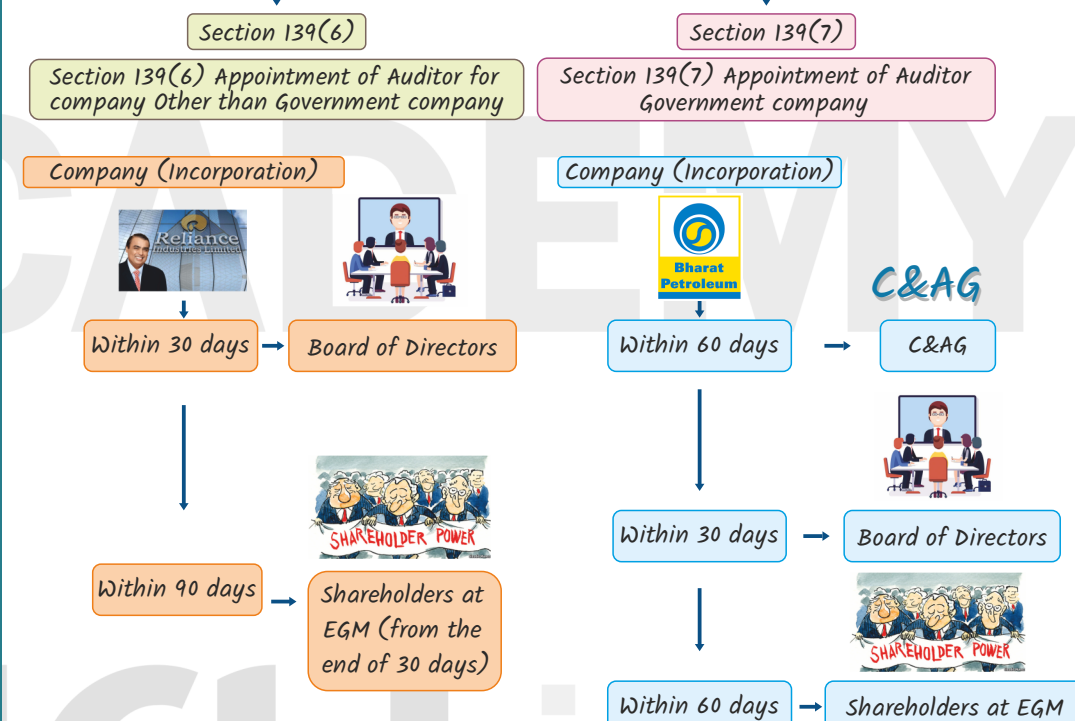 Section 139(6)
Section 139(6) Appointment of Auditor for
company Other than Government company
Company (Incorporation)
Reliance
Industries Limited
Within 30 days
Board of Directors
SHAREHOLDER POWER
Within 90 days
Shareholders at
EGM (from the
end of 30 days)
Section 139(7)
Section 139(7) Appointment of Auditor
Government company
Company (Incorporation)
Bharat
Petroleum
C&AG
Within 60 days
C&AG
Within 30 days
Board of Directors
SHAREHOLDER POWER
Within 60 days
Shareholders at EGM
CADEMY